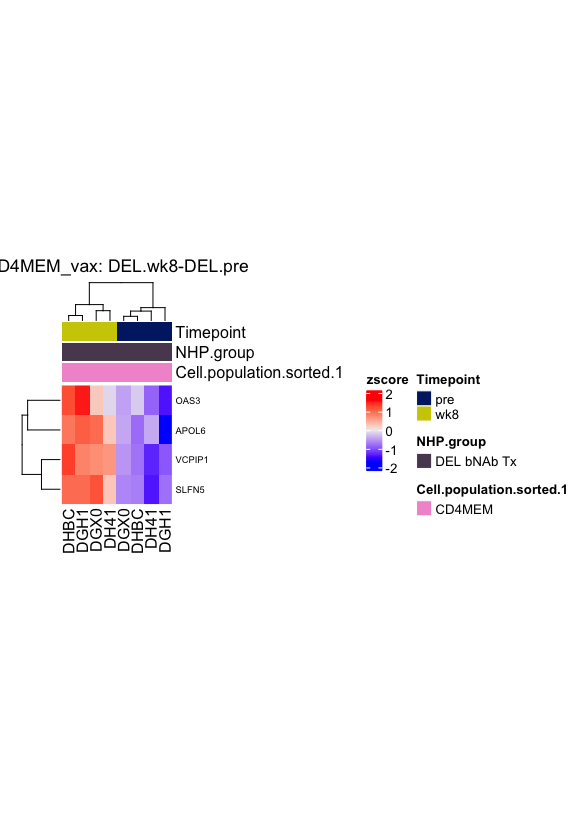 D4MEM_vax: DEL.wk8-DEL.pre
Timepoint
NHP.group
Cell.population.sorted.1
OAS3
APOL6
VCPIP1
SLFN5
DHBC
DGH1
DGX0
DH41
DGX0
DHBC
DH41
DGH1
zscore
2
1
0
-1
-2
Timepoint
pre
wk8
NHP.group
DEL bNAb Tx
Cell.population.sorted.1
CD4MEM